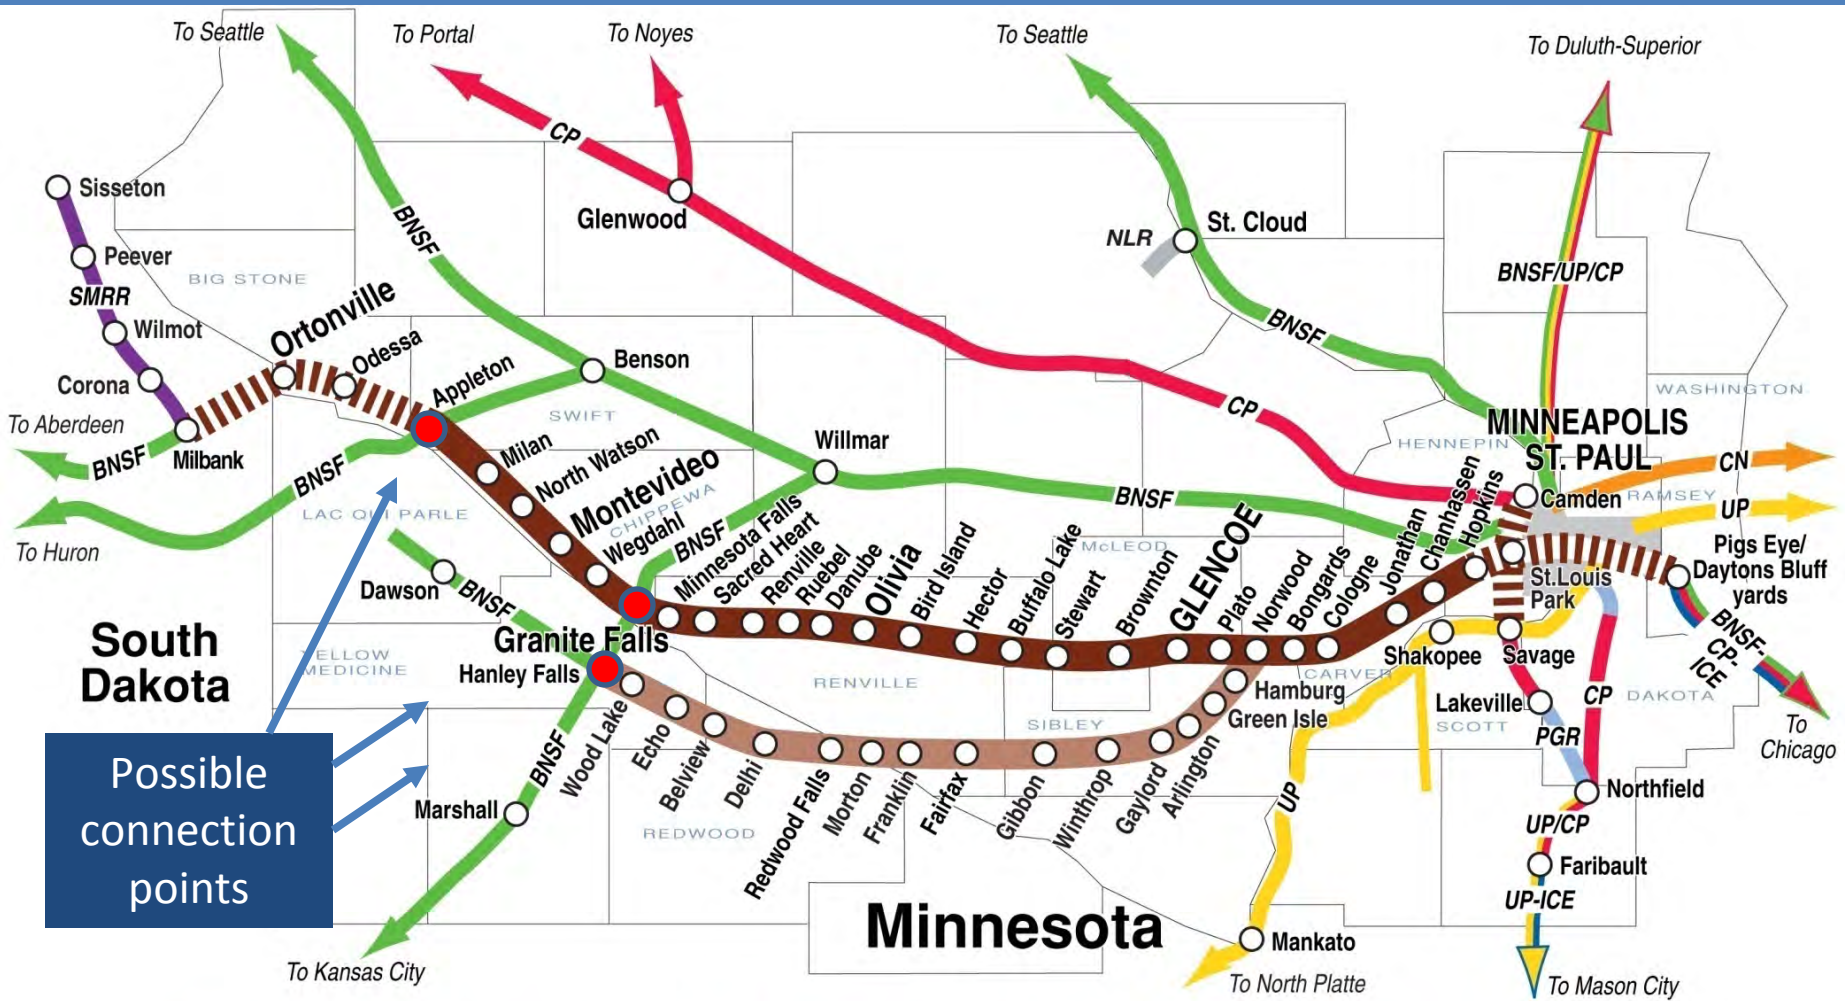 To Seattle
To Portal
To Noyes
To Seattle
To Duluth-Superior
CP
Sisseton
BNSF
Glenwood
NLR
St. Cloud
Peever
BIG STONE
BNSF/UP/CP
SMRR
Wilmot
Ortonville
Odessa
BNSF
Corona
Appleton
Benson
WASHINGTON
To Aberdeen
SWIFT
CP
MINNEAPOLIS
ST. PAUL
HENNEPIN
BNSF
Milbank
BNSF
Milan
North Watson
Montevideo
CHIPPEWA
Willmar
BNSF
CN
Camden
RAMSEY
UP
LAC QUI PARLE
To Huron
Wegdahl
BNSF
Minnesota Falls
Sacred Heart
Renville
Ruebel
Danube
Olivia
Bird Island
Hector
Buffalo Lake
Stewart
McLEOD
Brownton
GLENCOE
Plato
Norwood
Bongards
Cologne
Jonathan
Chanhassen
Hopkins
St.Louis
Park
Pigs Eye/
Daytons Bluff
yards
Dawson
BNSF
South
Dakota
Granite Falls
Hanley Falls
YELLOW
MEDICINE
RENVILLE
SIBLEY
Hamburg
Green Isle
CARVER
Shakopee
Savage
Lakeville
SCOTT
CP
DAKOTA
BNSF-
CP-
ICE
PGR
To
Chicago
Possible
connection
points
BNSF
Wood Lake
Echo
Belview
Delhi
Redwood Falls
Morton
Franklin
Fairfax
Gibbon
Winthrop
Gaylord
Arlington
Marshall
REDWOOD
UP
Northfield
UP/CP
Faribault
UP-ICE
Minnesota
Mankato
To Kansas City
To North Platte
To Mason City